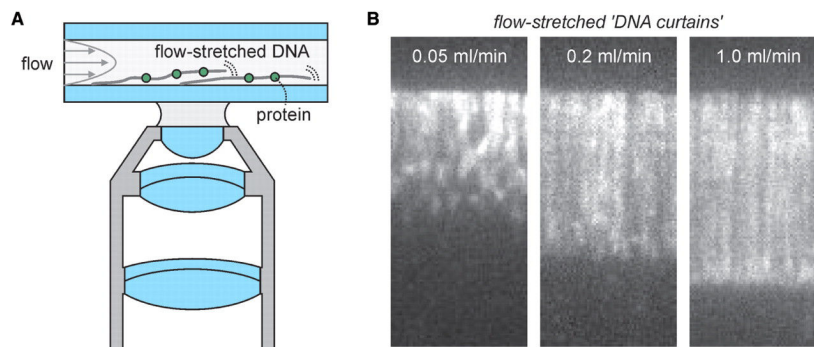 A
flow
flow-stretched DNA
protein
B
flow-stretched 'DNA curtains'
0.05 ml/min
0.2 ml/min
1.0 ml/min